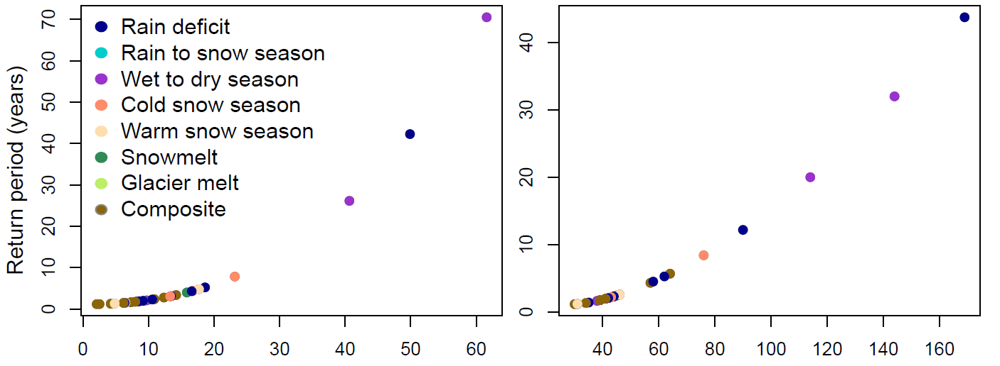 Return period (years)
70
60
50
40
30
20
10
0
Rain deficit
Rain to snow season
Wet to dry season
Cold snow season
Warm snow season
Snowmelt
Glacier melt
Composite
0 10 20 30 40 50 60
40
30
20
10
0
40 60 80 100 120 140 160